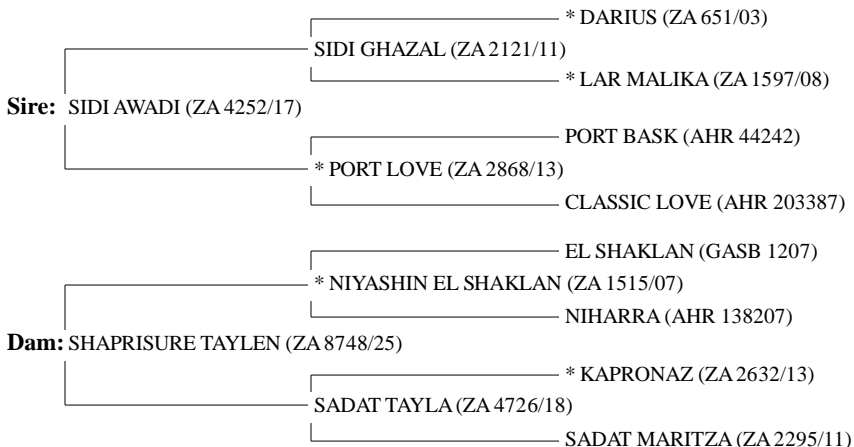 * DARIUS (ZA 651/03)
SIDI GHAZAL (ZA 2121/11)
* LAR MALIKA (ZA 1597/08)
Sire: SIDI AWADI (ZA 4252/17)
PORT BASK (AHR 44242)
* PORT LOVE (ZA 2868/13)
CLASSIC LOVE (AHR 203387)
EL SHAKLAN (GASB 1207)
* NIYASHIN EL SHAKLAN (ZA 1515/07)
NIHARRA (AHR 138207)
Dam: SHAPRISURE TAYLEN (ZA 8748/25)
* KAPRONAZ (ZA 2632/13)
SADAT TAYLA (ZA 4726/18)
SADAT MARITZA (ZA 2295/11)